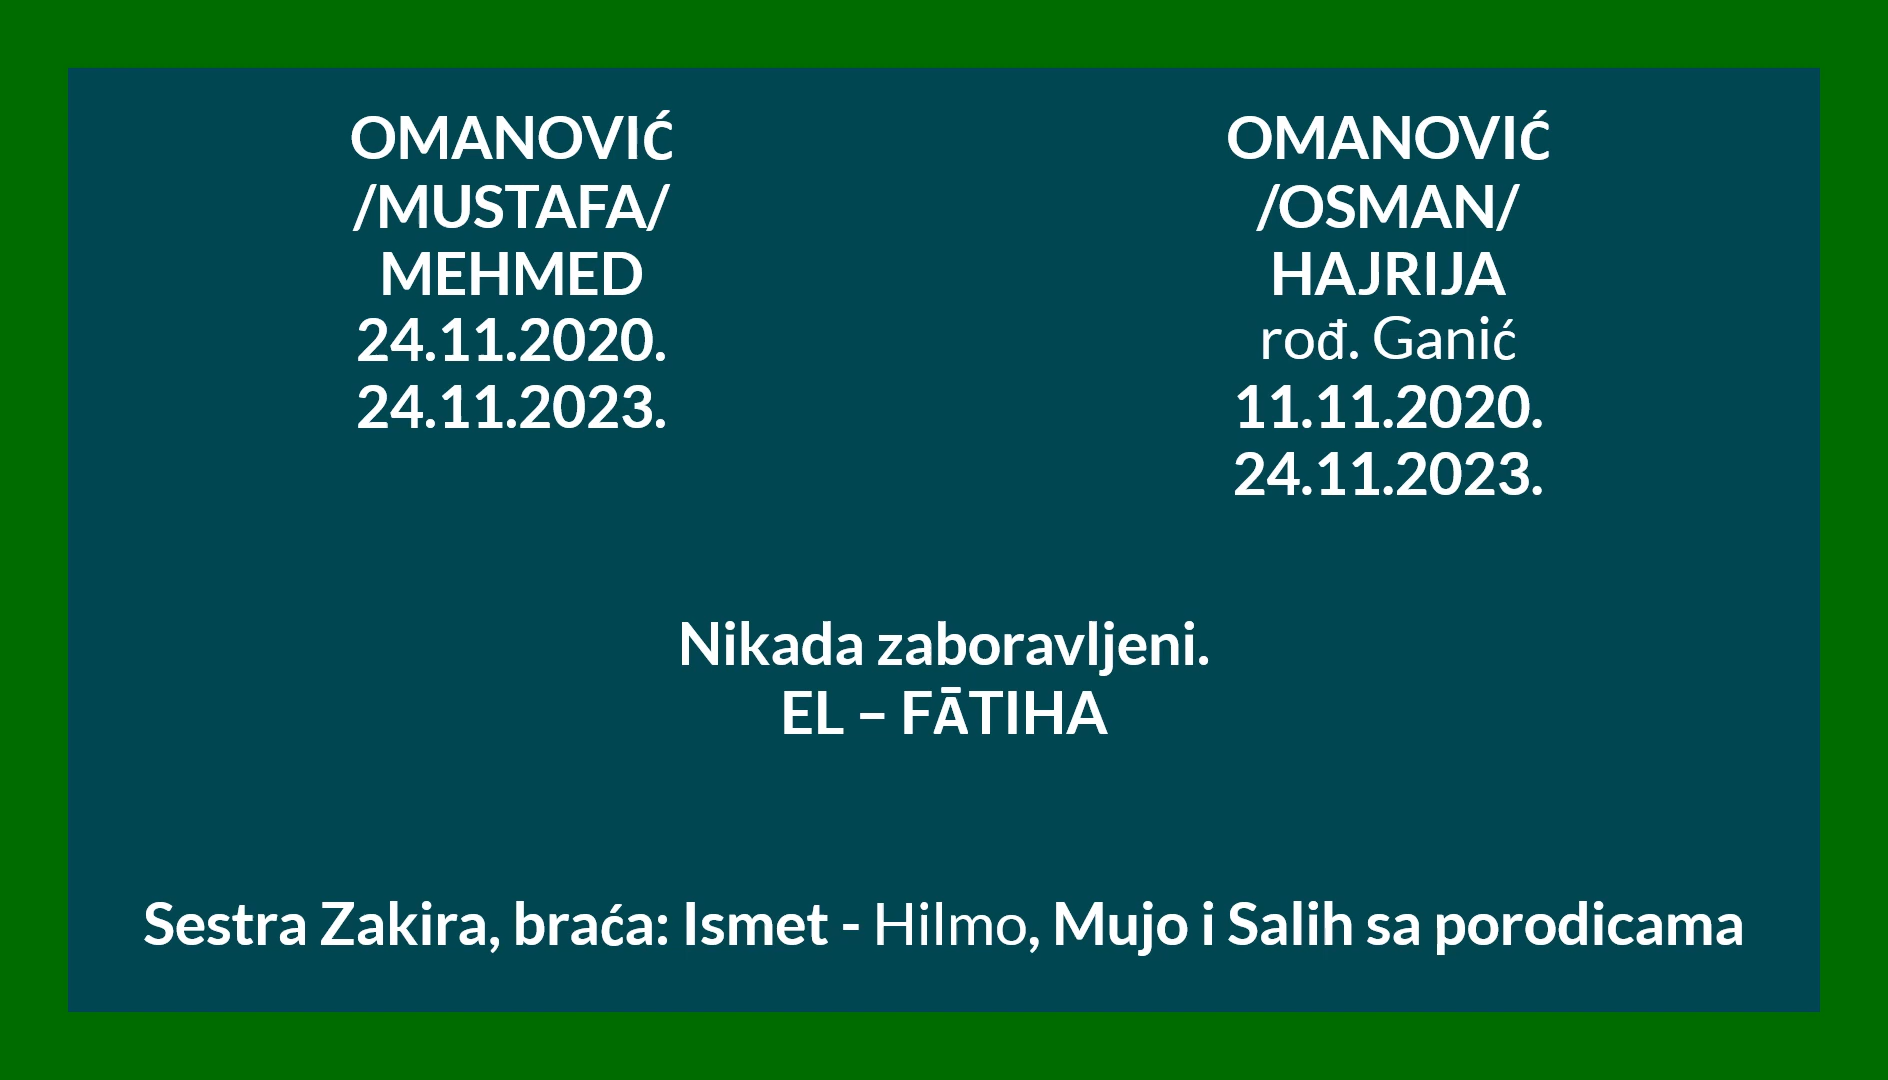 OMANOVIĆ
/MUSTAFA/
MEHMED
24.11.2020.
24.11.2023.
OMANOVIĆ
/OSMAN/
HAJRIJA
rođ. Ganić
11.11.2020.
24.11.2023.
Nikada zaboravljeni.
EL – FĀTIHA
Sestra Zakira, braća: Ismet - Hilmo, Mujo i Salih sa porodicama